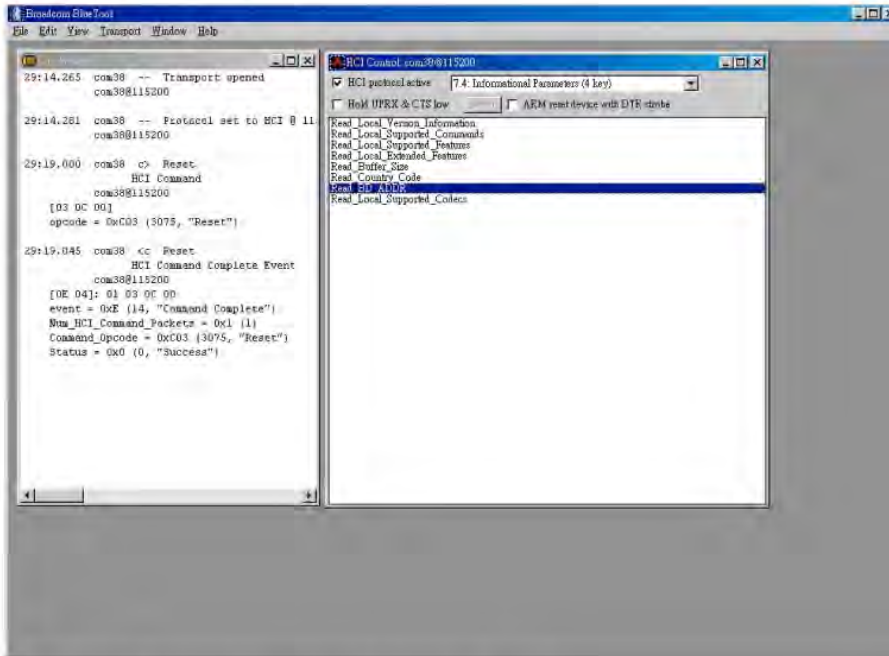 Broadcom BlueTool
File Edit View Transport Window Help
29:14.265 com38 -- Transport opened
com38@115200
29:14.281 com38 -- Protocol set to HCI @ 11
com38@115200
29:19.000 com38 c> Reset
HCI Command
com38@115200
[03 0C 00]
opcode = 0xC03 (3075, "Reset")
29:19.045 com38 <c Reset
HCI Command Complete Event
com38@115200
[0E 04]: 01 03 0C 00
event = 0xE (14, "Command Complete")
Num_HCI_Command_Packets = 0x1 (1)
Command_Opcode = 0xC03 (3075, "Reset")
Status = 0x0 (0, "Success")
HCI Control: com38@115200
HCI protocol active 7.4: Informational Parameters (4 key)
Hold UPRX & CTS low ARM reset device with DTR strobe
Read_Local_Version_Information
Read_Local_Supported_Commands
Read_Local_Supported_Features
Read_Local_Extended_Features
Read_Buffer_Size
Read_Country_Code
Read_BD_ADDR
Read_Local_Supported_Codecs